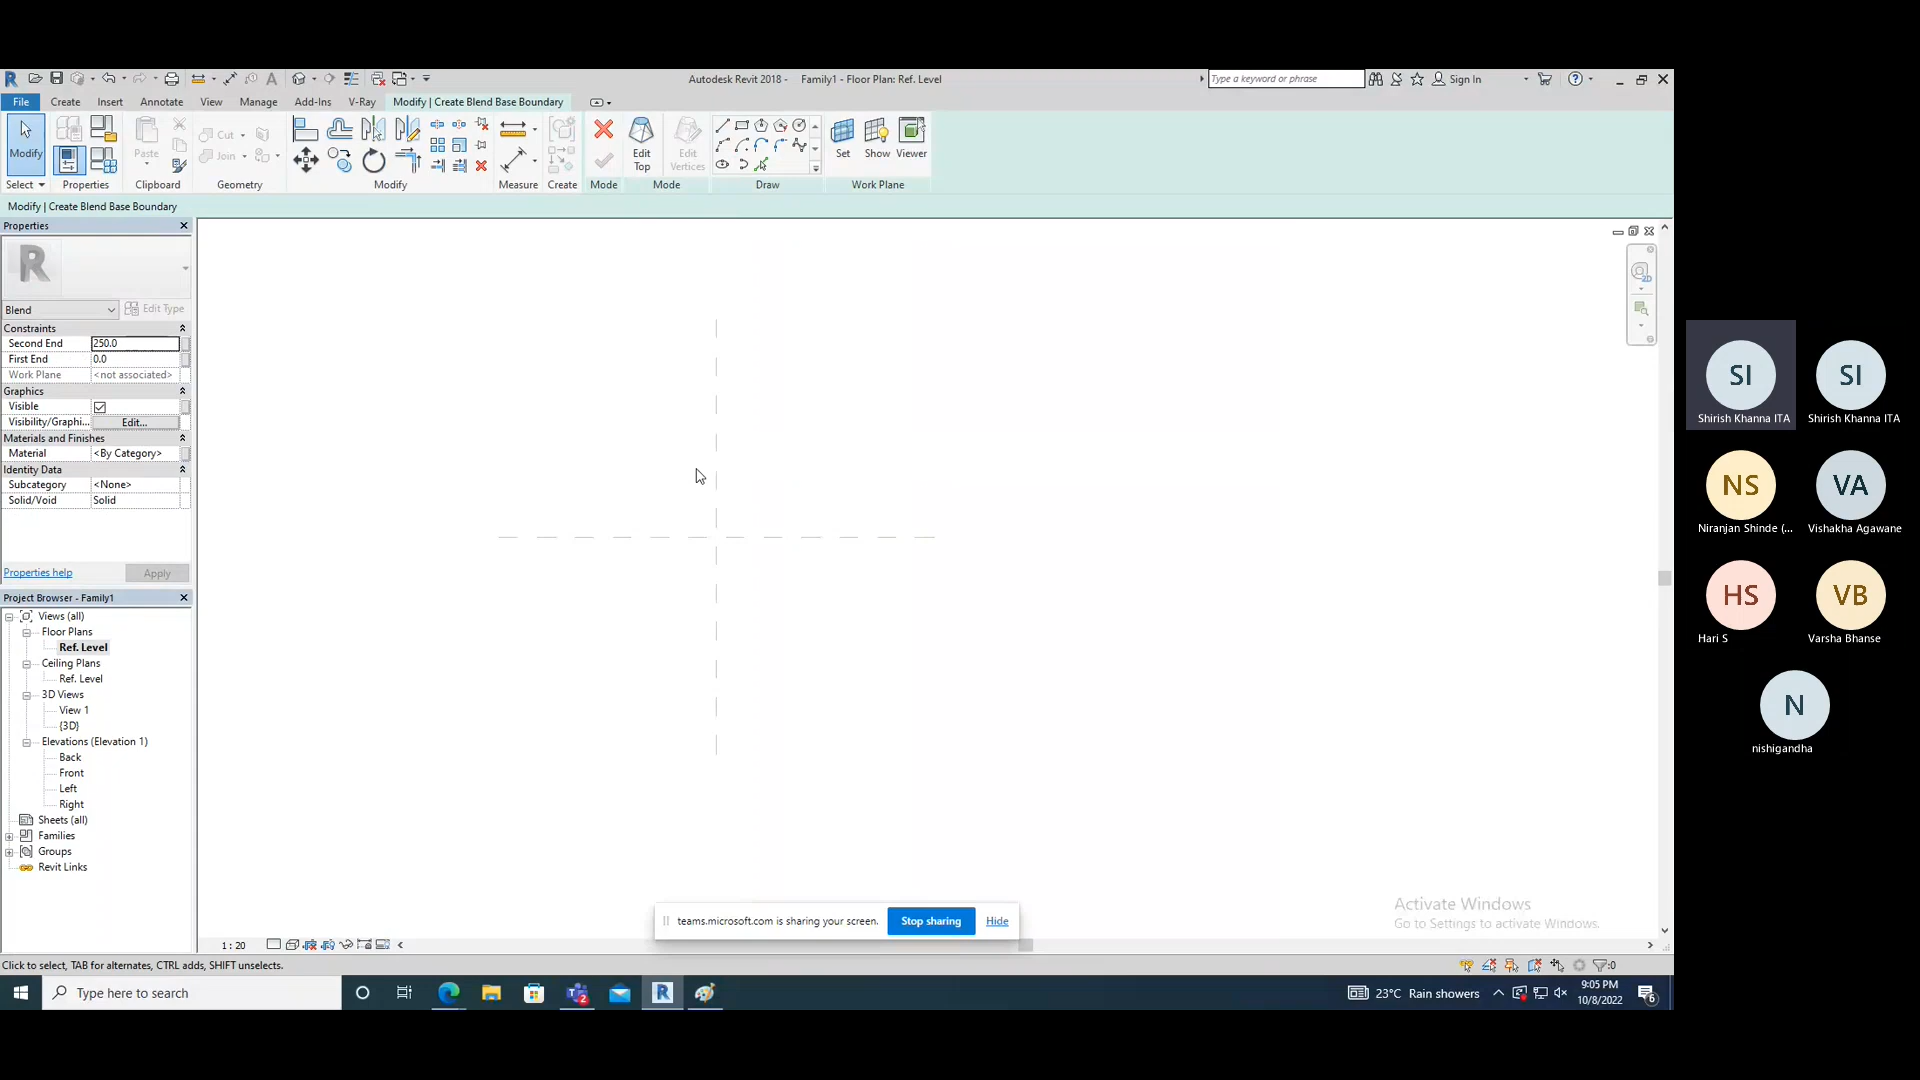 Autodesk Revit 2018 - Family1 - Floor Plan: Ref. Level
Type a keyword or phrase
Sign In
File Create Insert Annotate View Manage Add-Ins V-Ray Modify | Create Blend Base Boundary
Modify
Paste
Cut
Join
Edit Top
Edit Vertices
Set Show Viewer
Select Properties Clipboard Geometry Modify Measure Create Mode Mode Draw Work Plane
Modify | Create Blend Base Boundary
Properties
R
Blend Edit Type
Constraints
Second End 250.0
First End 0.0
Work Plane <not associated>
Graphics
Visible
Visibility/Graphi... Edit...
Materials and Finishes
Material <By Category>
Identity Data
Subcategory <None>
Solid/Void Solid
Properties help Apply
Project Browser - Family1
Views (all)
Floor Plans
Ref. Level
Ceiling Plans
Ref. Level
3D Views
View 1
{3D}
Elevations (Elevation 1)
Back
Front
Left
Right
Sheets (all)
Families
Groups
Revit Links
2D
teams.microsoft.com is sharing your screen. Stop sharing Hide
Activate Windows
Go to Settings to activate Windows.
1 : 20
Click to select, TAB for alternates, CTRL adds, SHIFT unselects.
:0
Type here to search
2
R
23°C Rain showers
9:05 PM
10/8/2022
6
SI
Shirish Khanna ITA
SI
Shirish Khanna ITA
NS
Niranjan Shinde (...
VA
Vishakha Agawane
HS
Hari S
VB
Varsha Bhanse
N
nishigandha